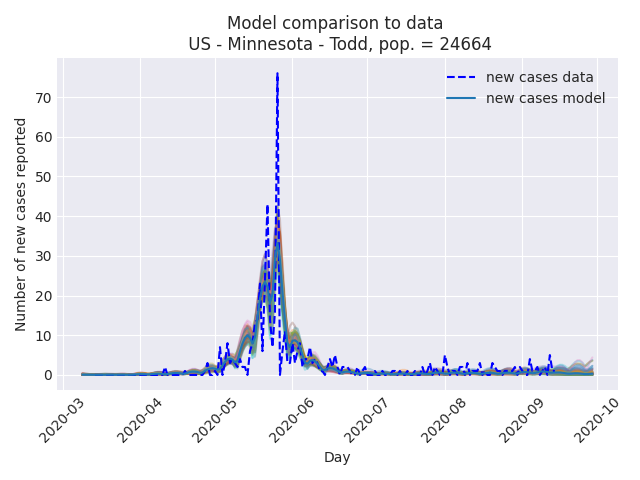 Model comparison to data
US - Minnesota - Todd, pop. = 24664
new cases data
new cases model
Number of new cases reported
70
60
50
40
30
20
10
0
2020-03
2020-04
2020-05
2020-06
2020-07
2020-08
2020-09
2020-10
Day